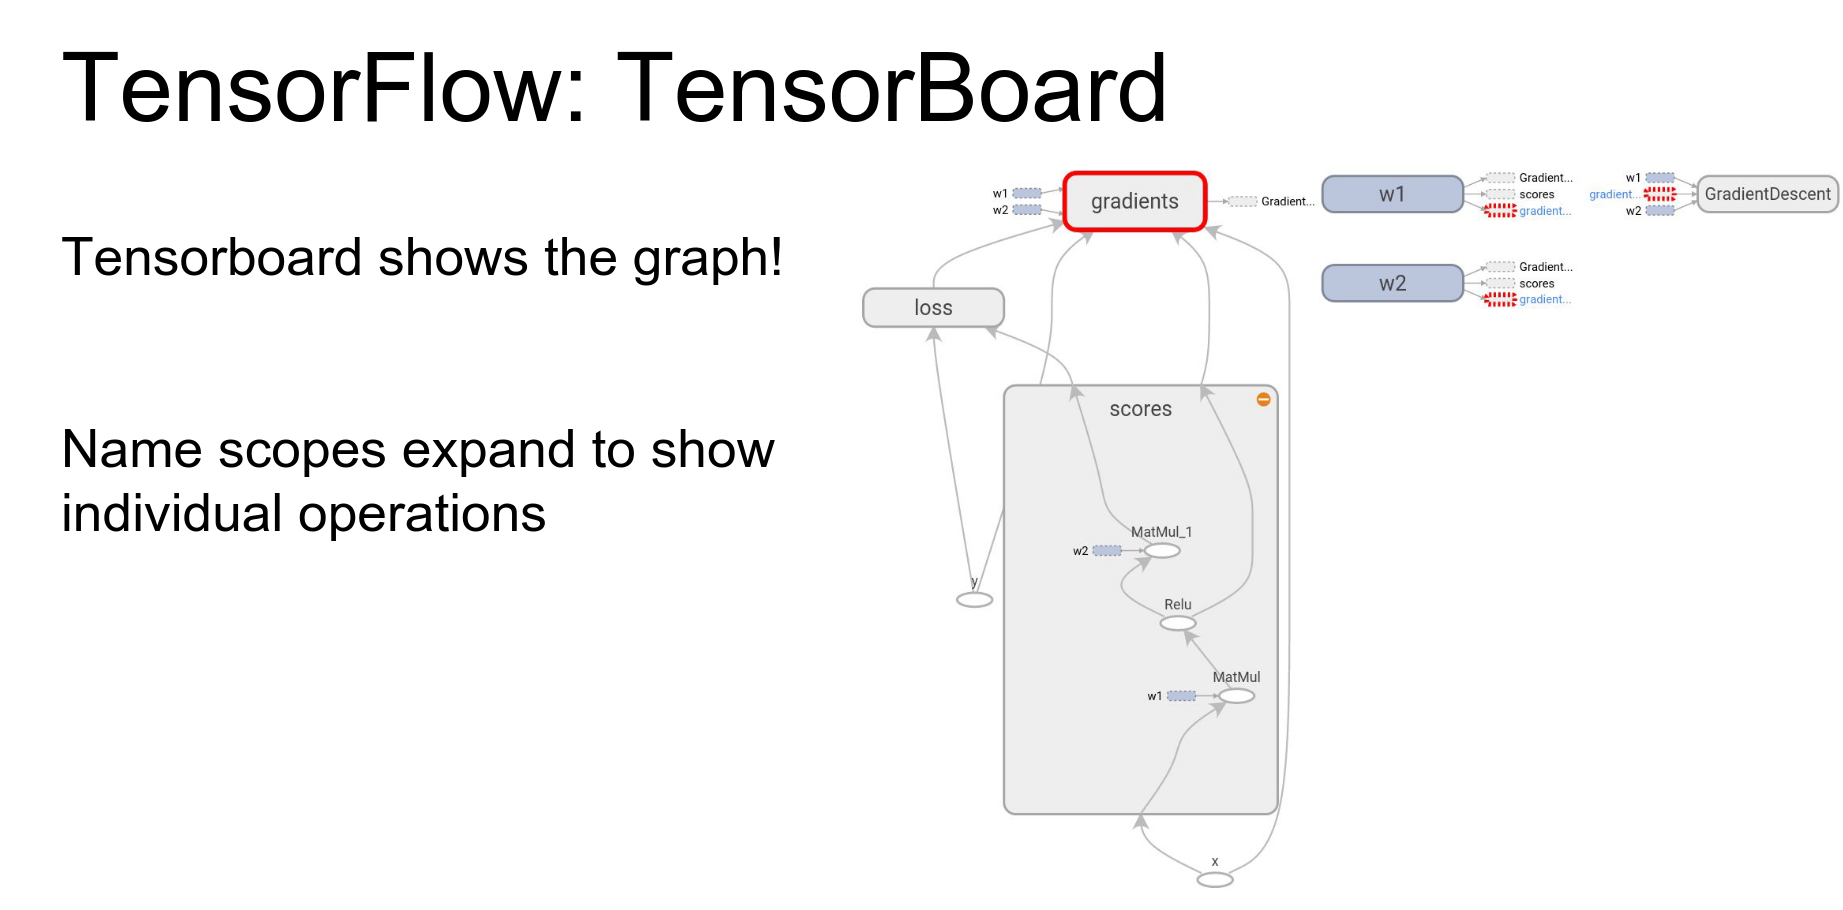 TensorFlow: TensorBoard
Tensorboard shows the graph!
Name scopes expand to show
individual operations
w1
w2
gradients
Gradient...
w1
Gradient...
scores
gradient...
w1
gradient...
w2
GradientDescent
w2
Gradient...
scores
gradient...
loss
scores
MatMul_1
w2
y
Relu
MatMul
w1
x